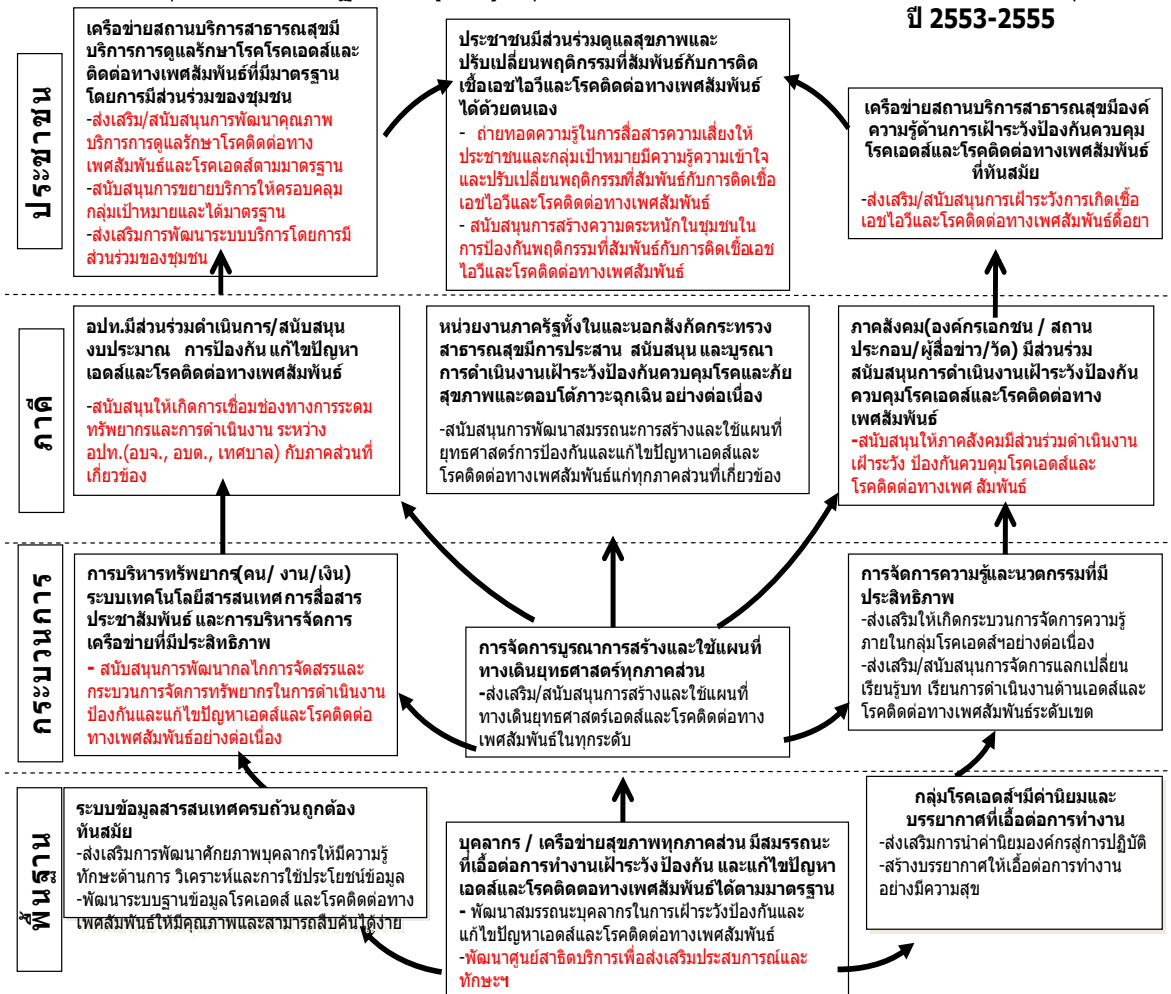 ปี 2553-2555
ประชาชน
เครือข่ายสถานบริการสาธารณสุขมี
บริการการดูแลรักษาโรคโรคเอดส์และ
ติดต่อทางเพศสัมพันธ์ที่มีมาตรฐาน
โดยการมีส่วนร่วมของชุมชน
-ส่งเสริม/สนับสนุนการพัฒนาคุณภาพ
บริการการดูแลรักษาโรคติดต่อทาง
เพศสัมพันธ์และโรคเอดส์ตามมาตรฐาน
-สนับสนุนการขยายบริการให้ครอบคลุม
กลุ่มเป้าหมายและได้มาตรฐาน
-ส่งเสริมการพัฒนาระบบบริการโดยการมี
ส่วนร่วมของชุมชน
ประชาชนมีส่วนร่วมดูแลสุขภาพและ
ปรับเปลี่ยนพฤติกรรมที่สัมพันธ์กับการติด
เชื้อเอชไอวีและโรคติดต่อทางเพศสัมพันธ์
ได้ด้วยตนเอง
- ถ่ายทอดความรู้ในการสื่อสารความเสี่ยงให้
ประชาชนและกลุ่มเป้าหมายมีความรู้ความเข้าใจ
และปรับเปลี่ยนพฤติกรรมที่สัมพันธ์กับการติดเชื้อ
เอชไอวีและโรคติดต่อทางเพศสัมพันธ์
- สนับสนุนการสร้างความตระหนักในชุมชนใน
การป้องกันพฤติกรรมที่สัมพันธ์กับการติดเชื้อเอช
ไอวีและโรคติดต่อทางเพศสัมพันธ์
เครือข่ายสถานบริการสาธารณสุขมีองค์
ความรู้ด้านการเฝ้าระวังป้องกันควบคุม
โรคเอดส์และโรคติดต่อทางเพศสัมพันธ์
ที่ทันสมัย
-ส่งเสริม/สนับสนุนการเฝ้าระวังการเกิดเชื้อ
เอชไอวีและโรคติดต่อทางเพศสัมพันธ์ดื้อยา
ภาคี
อปท.มีส่วนร่วมดำเนินการ/สนับสนุน
งบประมาณ การป้องกัน แก้ไขปัญหา
เอดส์และโรคติดต่อทางเพศสัมพันธ์
-สนับสนุนให้เกิดการเชื่อมช่องทางการระดม
ทรัพยากรและการดำเนินงาน ระหว่าง
อปท.(อบจ., อบต., เทศบาล) กับภาคส่วนที่
เกี่ยวข้อง
หน่วยงานภาครัฐทั้งในและนอกสังกัดกระทรวง
สาธารณสุขมีการประสาน สนับสนุน และบูรณา
การดำเนินงานเฝ้าระวังป้องกันควบคุมโรคและภัย
สุขภาพและตอบโต้ภาวะฉุกเฉิน อย่างต่อเนื่อง
-สนับสนุนการพัฒนาสมรรถนะการสร้างและใช้แผนที่
ยุทธศาสตร์การป้องกันและแก้ไขปัญหาเอดส์และ
โรคติดต่อทางเพศสัมพันธ์แก่ทุกภาคส่วนที่เกี่ยวข้อง
ภาคสังคม(องค์กรเอกชน / สถาน
ประกอบ/ผู้สื่อข่าว/วัด) มีส่วนร่วม
สนับสนุนการดำเนินงานเฝ้าระวังป้องกัน
ควบคุมโรคเอดส์และโรคติดต่อทาง
เพศสัมพันธ์
-สนับสนุนให้ภาคสังคมมีส่วนร่วมดำเนินงาน
เฝ้าระวัง ป้องกันควบคุมโรคเอดส์และ
โรคติดต่อทางเพศ สัมพันธ์
กระบวนการ
การบริหารทรัพยากร(คน/ งาน/เงิน)
ระบบเทคโนโลยีสารสนเทศ การสื่อสาร
ประชาสัมพันธ์ และการบริหารจัดการ
เครือข่ายที่มีประสิทธิภาพ
- สนับสนุนการพัฒนากลไกการจัดสรรและ
กระบวนการจัดการทรัพยากรในการดำเนินงาน
ป้องกันและแก้ไขปัญหาเอดส์และโรคติดต่อ
ทางเพศสัมพันธ์อย่างต่อเนื่อง
การจัดการบูรณาการสร้างและใช้แผนที่
ทางเดินยุทธศาสตร์ทุกภาคส่วน
-ส่งเสริม/สนับสนุนการสร้างและใช้แผนที่
ทางเดินยุทธศาสตร์เอดส์และโรคติดต่อทาง
เพศสัมพันธ์ในทุกระดับ
การจัดการความรู้และนวตกรรมที่มี
ประสิทธิภาพ
-ส่งเสริมให้เกิดกระบวนการจัดการความรู้
ภายในกลุ่มโรคเอดส์ฯอย่างต่อเนื่อง
-ส่งเสริม/สนับสนุนการจัดการแลกเปลี่ยน
เรียนรู้บท เรียนการดำเนินงานด้านเอดส์และ
โรคติดต่อทางเพศสัมพันธ์ระดับเขต
พื้นฐาน
ระบบข้อมูลสารสนเทศครบถ้วน ถูกต้อง
ทันสมัย
-ส่งเสริมการพัฒนาศักยภาพบุคลากรให้มีความรู้
ทักษะด้านการ วิเคราะห์และการใช้ประโยชน์ข้อมูล
-พัฒนาระบบฐานข้อมูลโรคเอดส์ และโรคติดต่อทาง
เพศสัมพันธ์ให้มีคุณภาพและสามารถสืบค้นได้ง่าย
บุคลากร / เครือข่ายสุขภาพทุกภาคส่วน มีสมรรถนะ
ที่เอื้อต่อการทำงานเฝ้าระวัง ป้องกัน และแก้ไขปัญหา
เอดส์และโรคติดตอทางเพศสัมพันธ์ได้ตามมาตรฐาน
- พัฒนาสมรรถนะบุคลากรในการเฝ้าระวังป้องกันและ
แก้ไขปัญหาเอดส์และโรคติดต่อทางเพศสัมพันธ์
-พัฒนาศูนย์สาธิตบริการเพื่อส่งเสริมประสบการณ์และ
ทักษะฯ
กลุ่มโรคเอดส์ฯมีค่านิยมและ
บรรยากาศที่เอื้อต่อการทำงาน
-ส่งเสริมการนำค่านิยมองค์กรสู่การปฏิบัติ
-สร้างบรรยากาศให้เอื้อต่อการทำงาน
อย่างมีความสุข